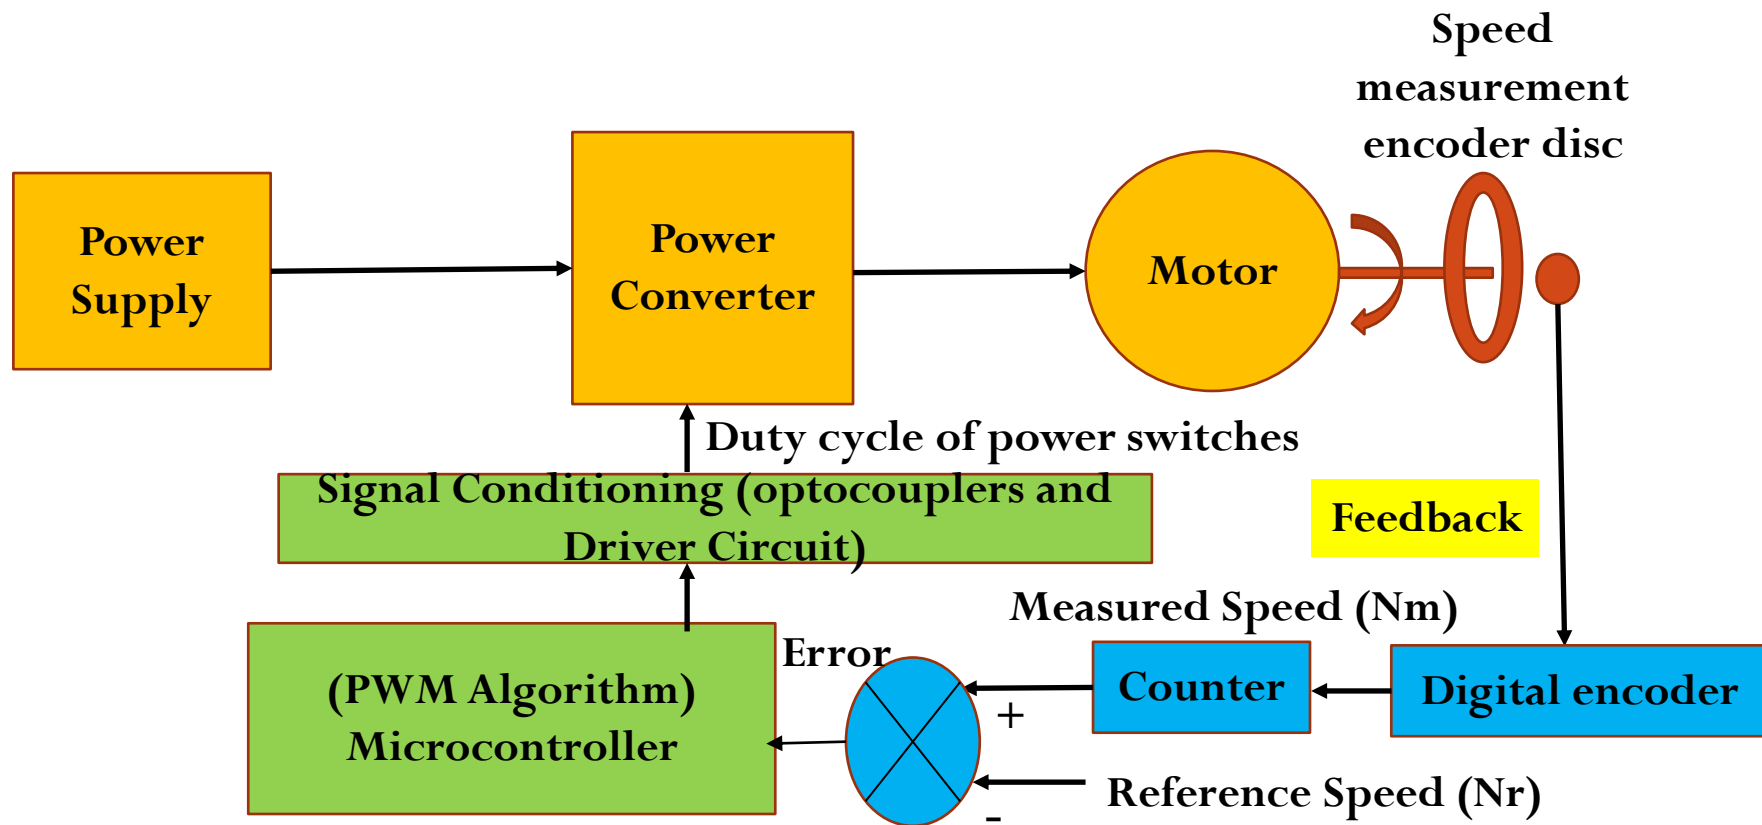 Speed
measurement
encoder disc
Power
Supply
Power
Converter
Motor
Duty cycle of power switches
Signal Conditioning (optocouplers and
Driver Circuit)
Feedback
Measured Speed (Nm)
Error
(PWM Algorithm)
Microcontroller
+
Counter
Digital encoder
Reference Speed (Nr)
-